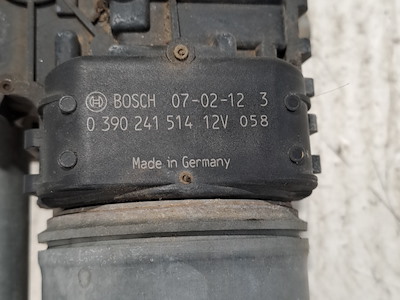 BOSCH 07-02-12 3
0 390 241 514 12V 058
Made in Germany